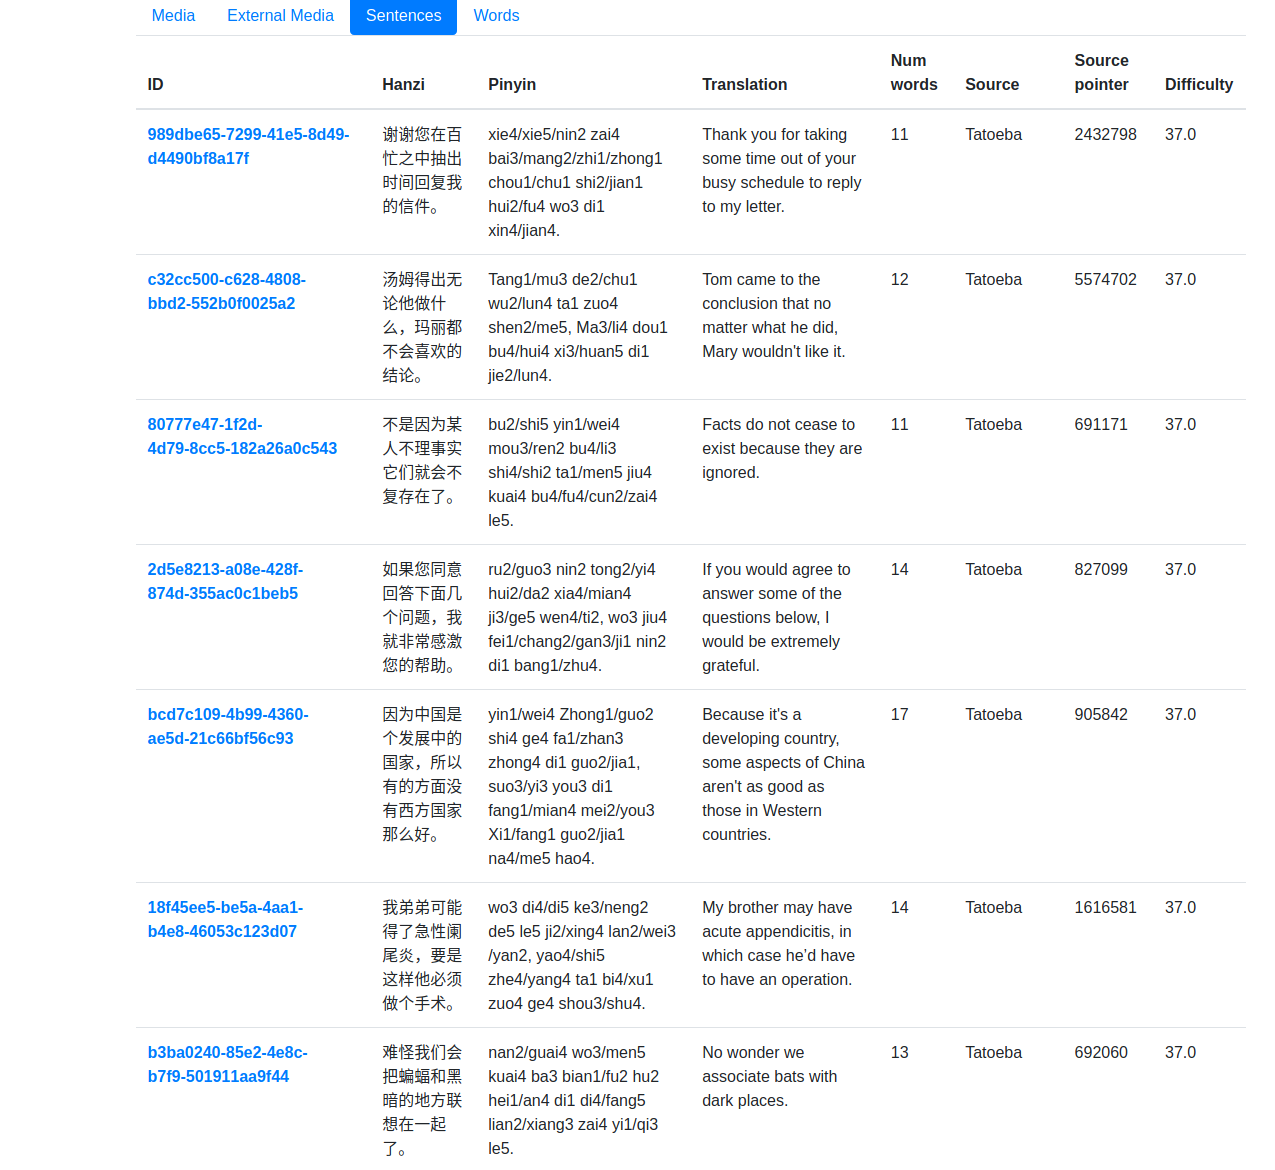 Media External Media Sentences Words
ID Hanzi Pinyin Translation Num words Source Source pointer Difficulty
989dbe65-7299-41e5-8d49-
d4490bf8a17f
谢谢您在百
忙之中抽出
时间回复我
的信件。
xie4/xie5/nin2 zai4
bai3/mang2/zhi1/zhong1
chou1/chu1 shi2/jian1
hui2/fu4 wo3 di1
xin4/jian4.
Thank you for taking
some time out of your
busy schedule to reply
to my letter.
11
Tatoeba
2432798
37.0
c32cc500-c628-4808-
bbd2-552b0f0025a2
汤姆得出无
论他做什
么，玛丽都
不会喜欢的
结论。
Tang1/mu3 de2/chu1
wu2/lun4 ta1 zuo4
shen2/me5, Ma3/li4 dou1
bu4/hui4 xi3/huan5 di1
jie2/lun4.
Tom came to the
conclusion that no
matter what he did,
Mary wouldn't like it.
12
Tatoeba
5574702
37.0
80777e47-1f2d-
4d79-8cc5-182a26a0c543
不是因为某
人不理事实
它们就会不
复存在了。
bu2/shi5 yin1/wei4
mou3/ren2 bu4/li3
shi4/shi2 ta1/men5 jiu4
kuai4 bu4/fu4/cun2/zai4
le5.
Facts do not cease to
exist because they are
ignored.
11
Tatoeba
691171
37.0
2d5e8213-a08e-428f-
874d-355ac0c1beb5
如果您同意
回答下面几
个问题，我
就非常感激
您的帮助。
ru2/guo3 nin2 tong2/yi4
hui2/da2 xia4/mian4
ji3/ge5 wen4/ti2, wo3 jiu4
fei1/chang2/gan3/ji1 nin2
di1 bang1/zhu4.
If you would agree to
answer some of the
questions below, I
would be extremely
grateful.
14
Tatoeba
827099
37.0
bcd7c109-4b99-4360-
ae5d-21c66bf56c93
因为中国是
个发展中的
国家，所以
有的方面没
有西方国家
那么好。
yin1/wei4 Zhong1/guo2
shi4 ge4 fa1/zhan3
zhong4 di1 guo2/jia1,
suo3/yi3 you3 di1
fang1/mian4 mei2/you3
Xi1/fang1 guo2/jia1
na4/me5 hao4.
Because it's a
developing country,
some aspects of China
aren't as good as
those in Western
countries.
17
Tatoeba
905842
37.0
18f45ee5-be5a-4aa1-
b4e8-46053c123d07
我弟弟可能
得了急性阑
尾炎，要是
这样他必须
做个手术。
wo3 di4/di5 ke3/neng2
de5 le5 ji2/xing4 lan2/wei3
/yan2, yao4/shi5
zhe4/yang4 ta1 bi4/xu1
zuo4 ge4 shou3/shu4.
My brother may have
acute appendicitis, in
which case he’d have
to have an operation.
14
Tatoeba
1616581
37.0
b3ba0240-85e2-4e8c-
b7f9-501911aa9f44
难怪我们会
把蝙蝠和黑
暗的地方联
想在一起
了。
nan2/guai4 wo3/men5
kuai4 ba3 bian1/fu2 hu2
hei1/an4 di1 di4/fang5
lian2/xiang3 zai4 yi1/qi3
le5.
No wonder we
associate bats with
dark places.
13
Tatoeba
692060
37.0